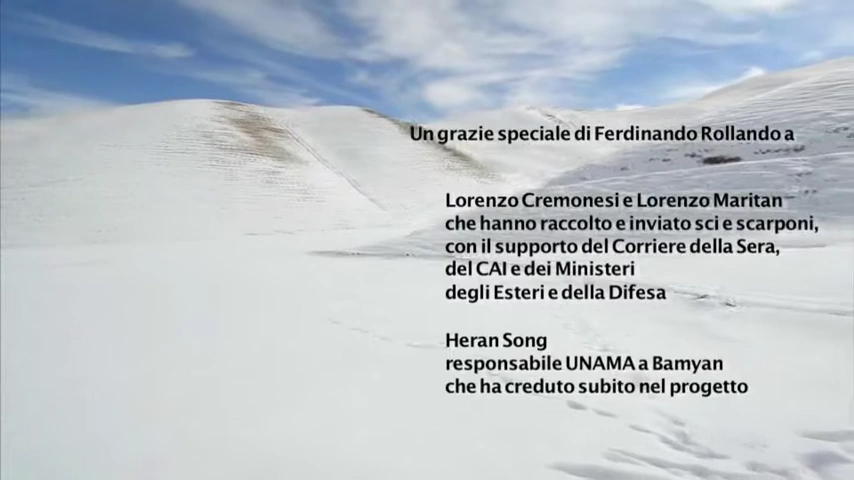 Un grazie speciale di Ferdinando Rollando a
Lorenzo Cremonesi e Lorenzo Maritan
che hanno raccolto e inviato sci e scarponi,
con il supporto del Corriere della Sera,
del CAI e dei Ministeri
degli Esteri e della Difesa
Heran Song
responsabile UNAMA a Bamyan
che ha creduto subito nel progetto